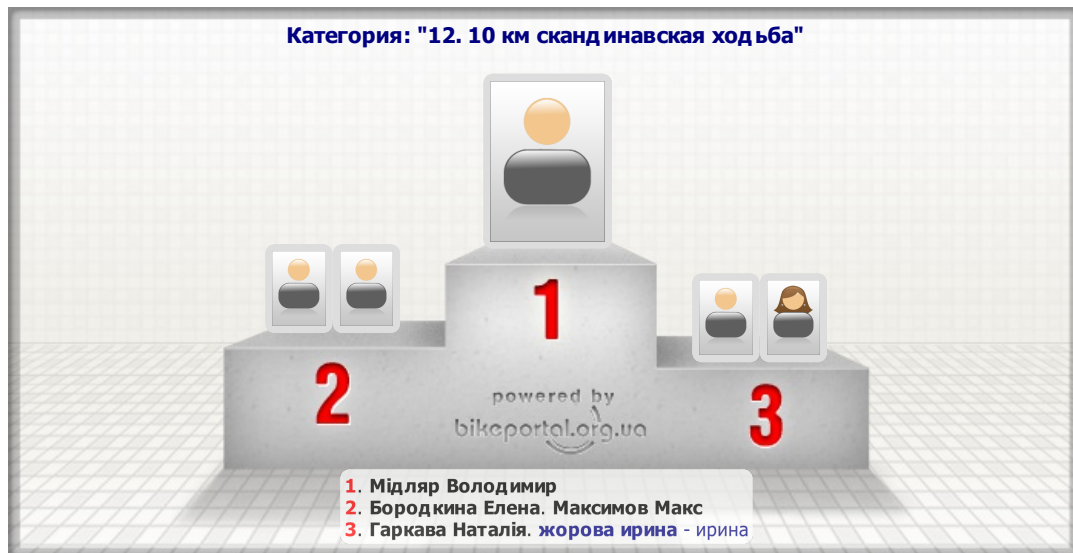 Категория: "12. 10 км скандинавская ходьба"
1
2
3
powered by
bikeportal.org.ua
1. Мідляр Володимир
2. Бородкина Елена. Максимов Макс
3. Гаркава Наталія. жорова ирина - ирина